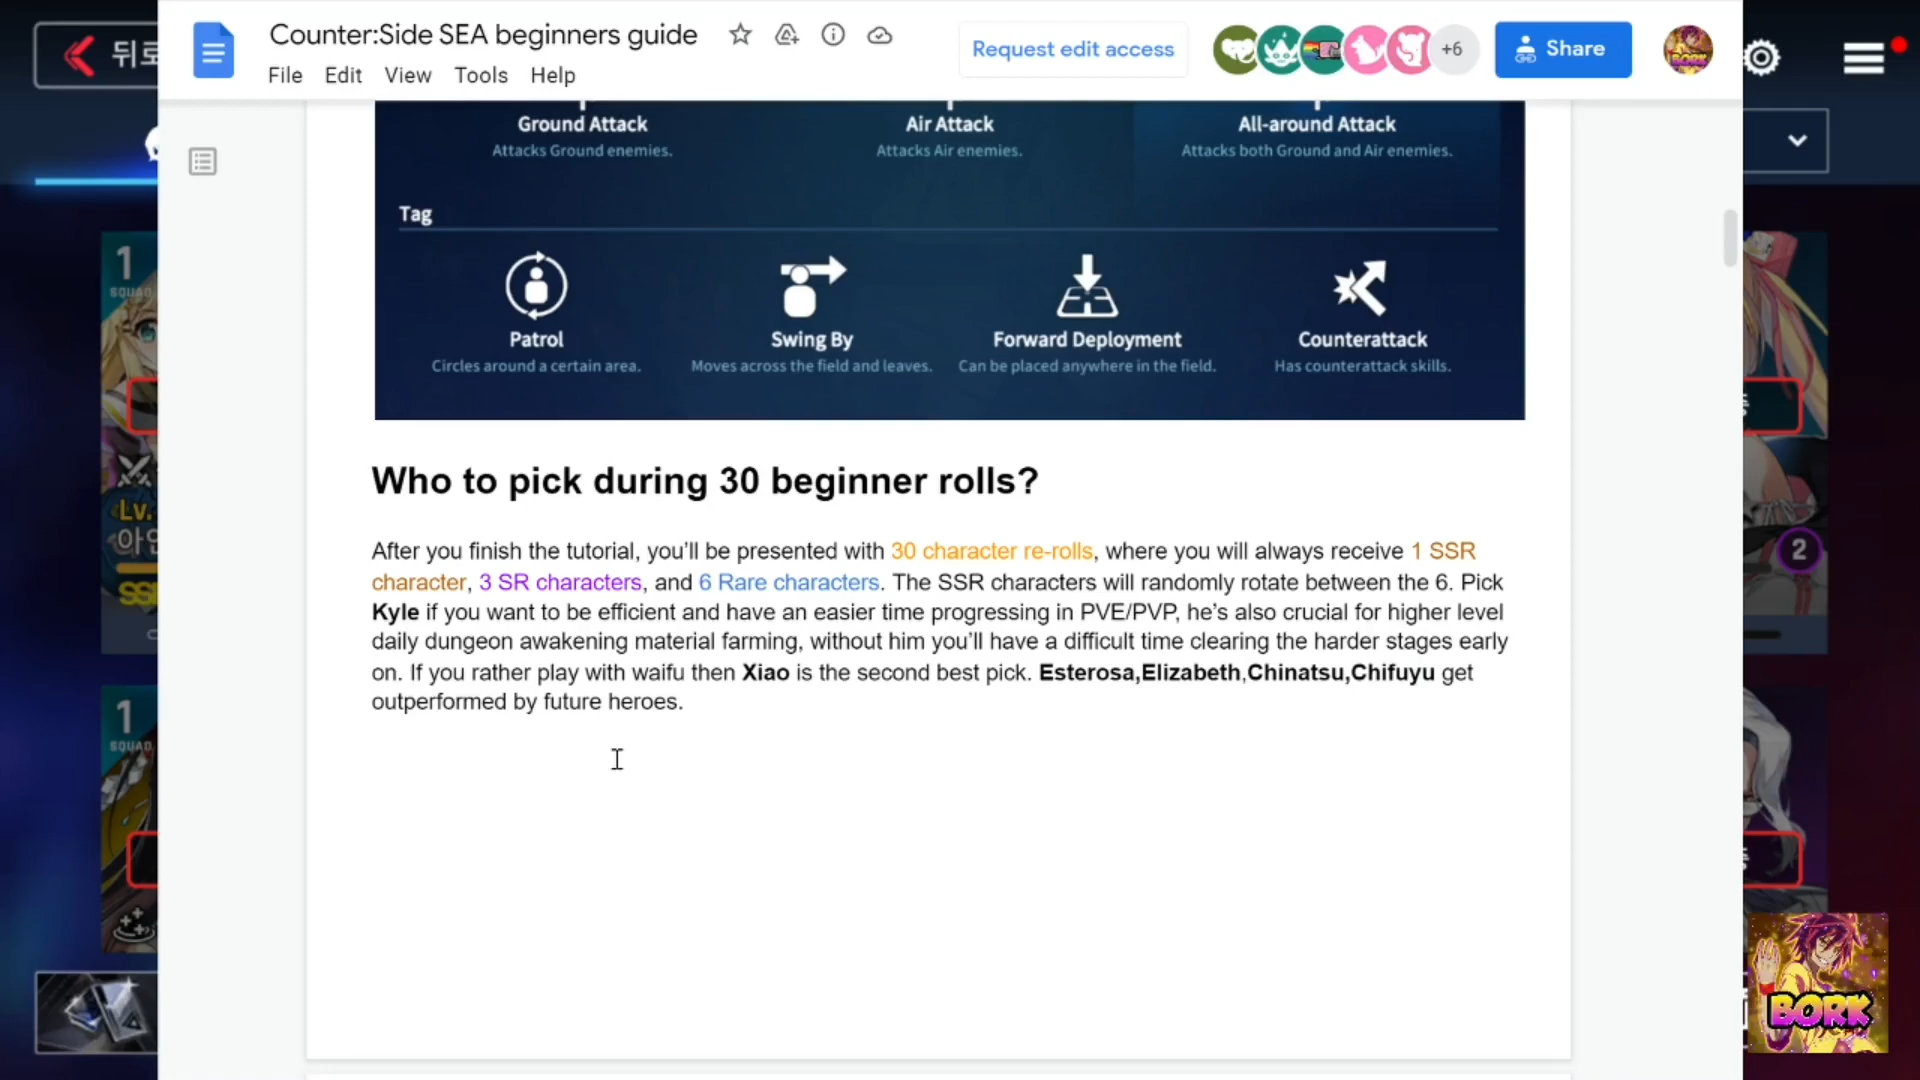 Counter:Side SEA beginners guide
File Edit View Tools Help
Request edit access
+6
Share
뒤로
Ground Attack
Attacks Ground enemies.
Air Attack
Attacks Air enemies.
All-around Attack
Attacks both Ground and Air enemies.
Tag
Patrol
Circles around a certain area.
Swing By
Moves across the field and leaves.
Forward Deployment
Can be placed anywhere in the field.
Counterattack
Has counterattack skills.
1
SQUAD
Lv.
SS
Who to pick during 30 beginner rolls?
After you finish the tutorial, you’ll be presented with 30 character re-rolls, where you will always receive 1 SSR
character, 3 SR characters, and 6 Rare characters. The SSR characters will randomly rotate between the 6. Pick
Kyle if you want to be efficient and have an easier time progressing in PVE/PVP, he’s also crucial for higher level
daily dungeon awakening material farming, without him you’ll have a difficult time clearing the harder stages early
on. If you rather play with waifu then Xiao is the second best pick. Esterosa,Elizabeth,Chinatsu,Chifuyu get
outperformed by future heroes.
1
SQUAD
2
BORK